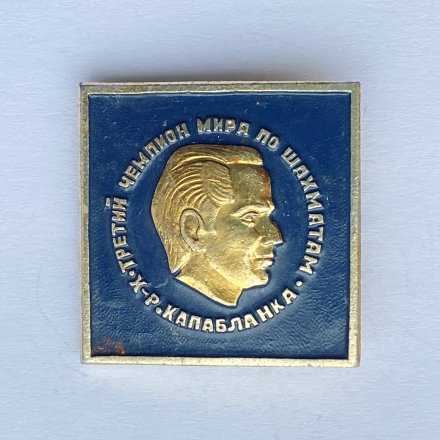 ТРЕТИЙ ЧЕМПИОН МИРА ПО ШАХМАТАМ
Х-Р. КАПАБЛАНКА